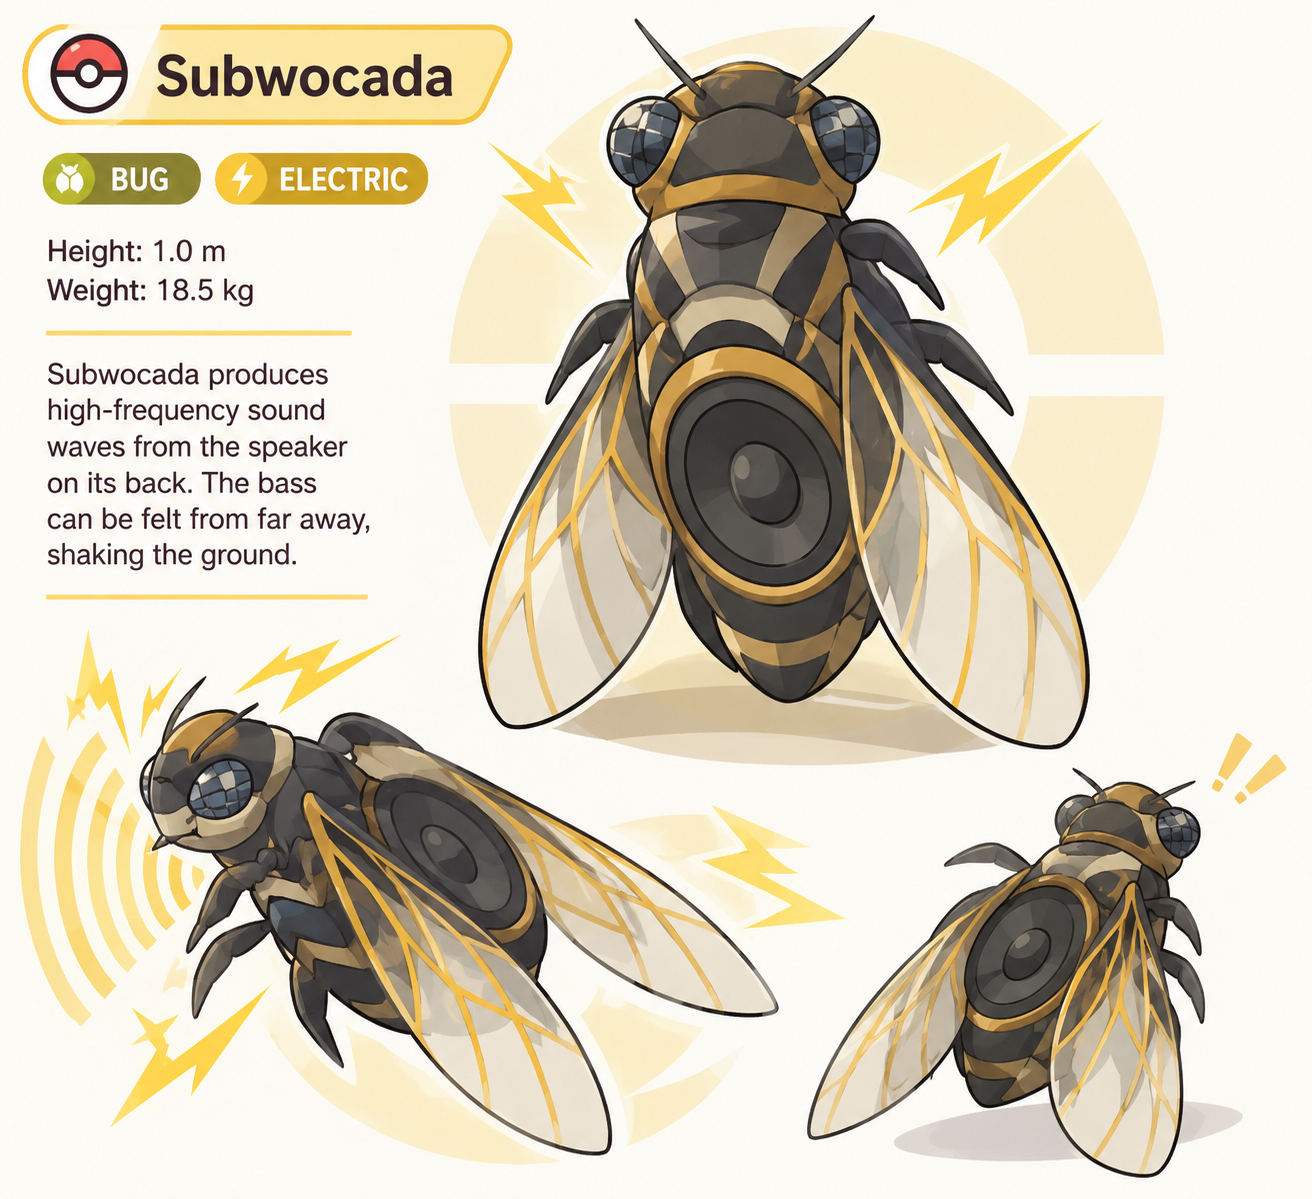 Subwocada
BUG
ELECTRIC
Height: 1.0 m
Weight: 18.5 kg
Subwocada produces
high-frequency sound
waves from the speaker
on its back. The bass
can be felt from far away,
shaking the ground.
!!